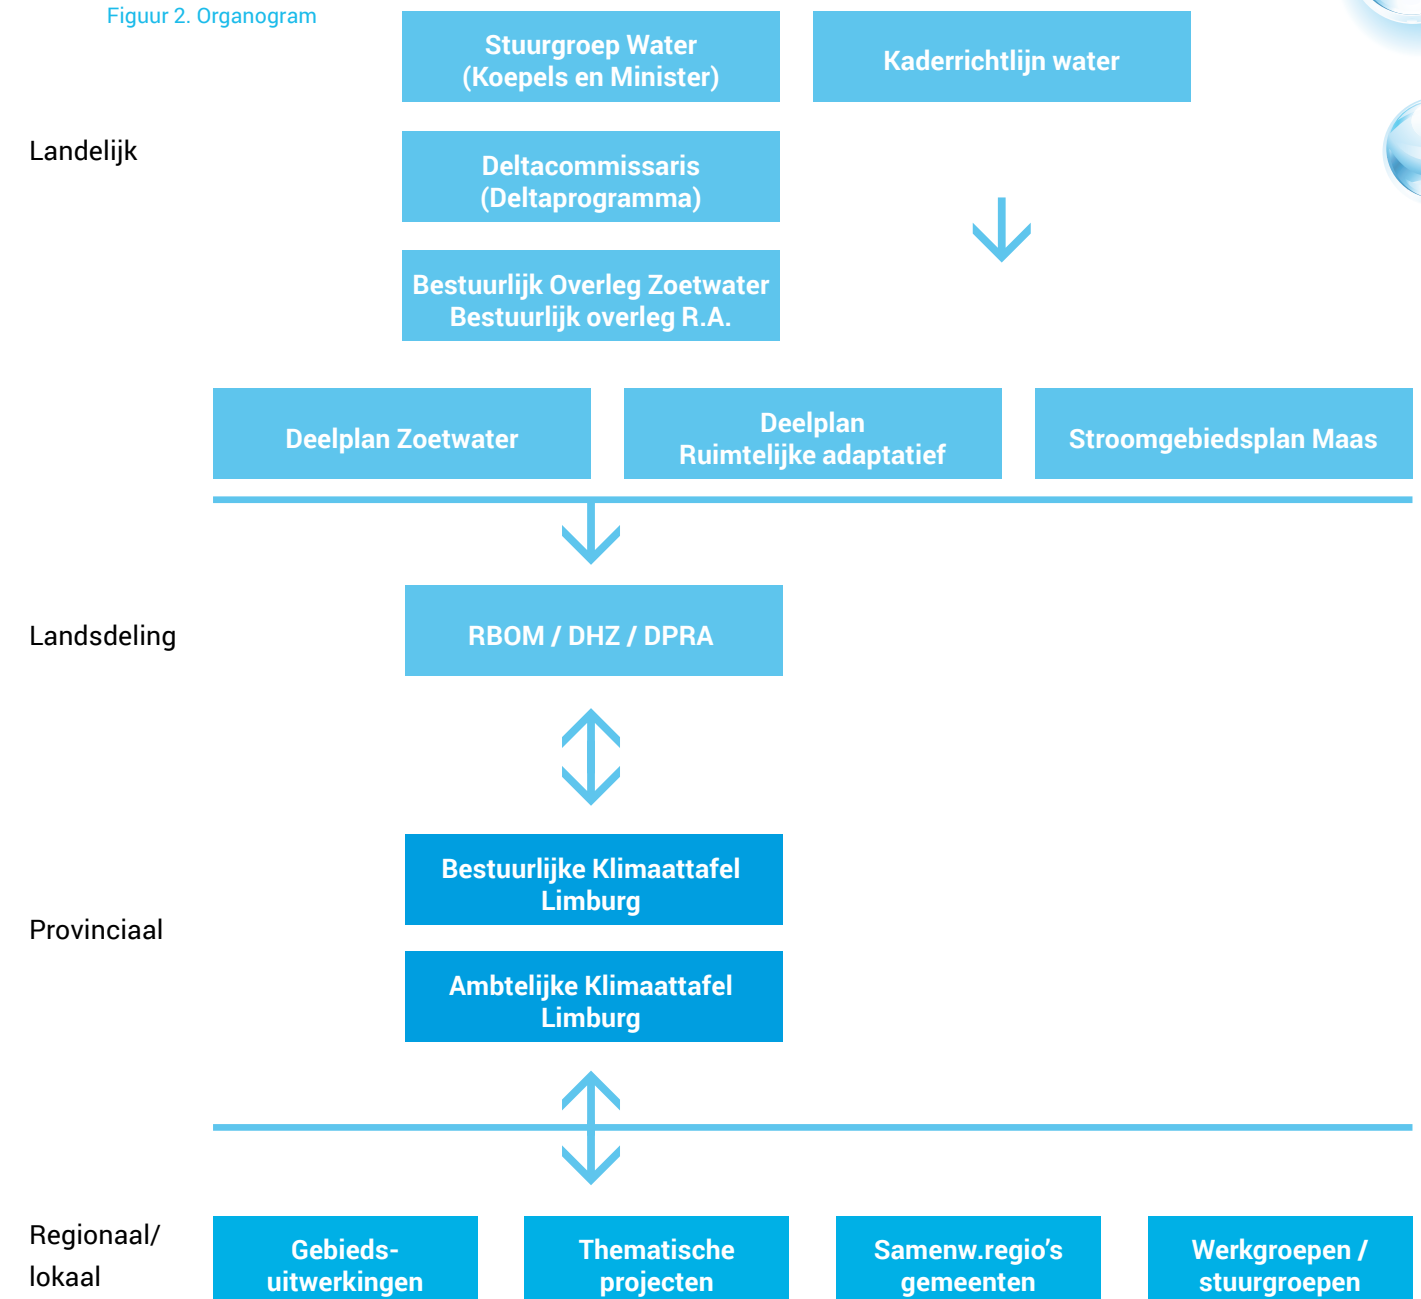 Figuur 2. Organogram
Stuurgroep Water
(Koepels en Minister)
Kaderrichtlijn water
Landelijk
Deltacommissaris
(Deltaprogramma)
Bestuurlijk Overleg Zoetwater
Bestuurlijk overleg R.A.
Deelplan Zoetwater
Deelplan
Ruimtelijke adaptatief
Stroomgebiedsplan Maas
Landsdeling
RBOM / DHZ / DPRA
Bestuurlijke Klimaattafel
Limburg
Provinciaal
Ambtelijke Klimaattafel
Limburg
Regionaal/
lokaal
Gebieds-
uitwerkingen
Thematische
projecten
Samenw.regio’s
gemeenten
Werkgroepen /
stuurgroepen